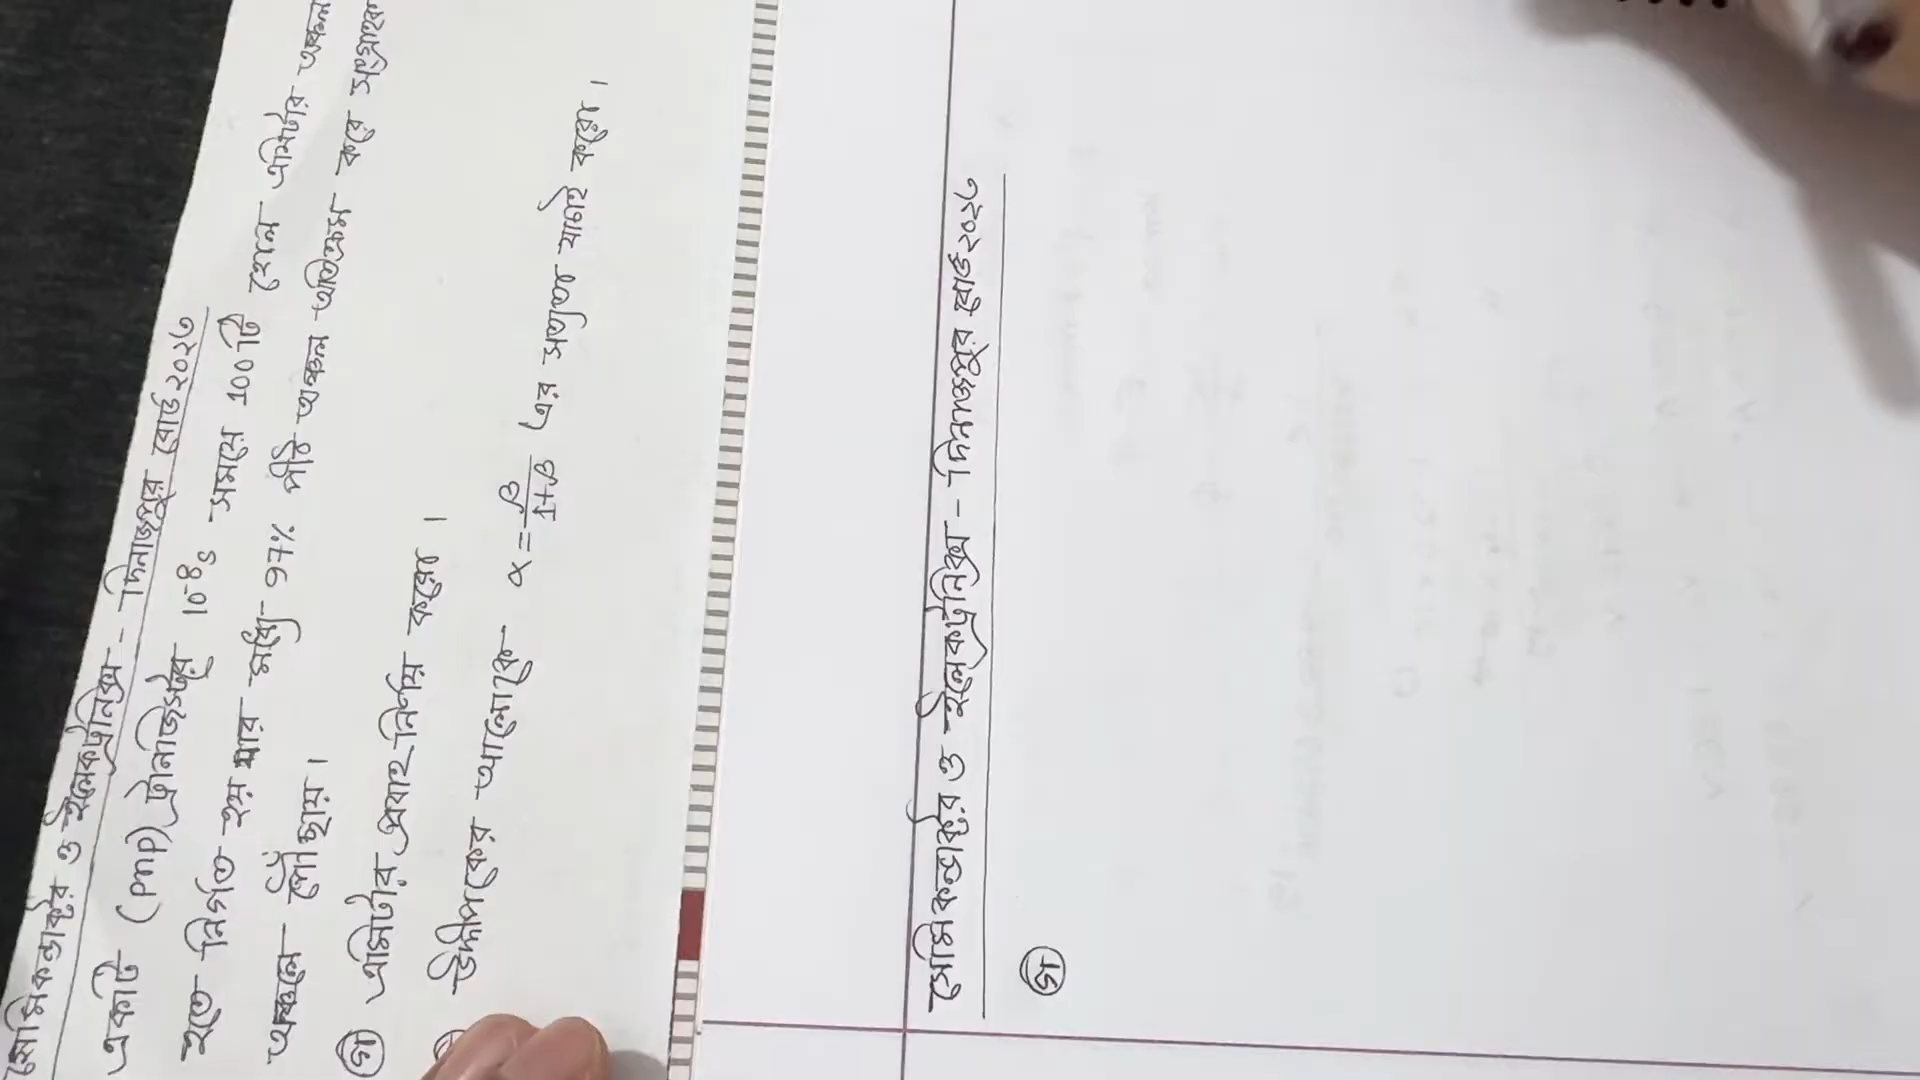 সেমিকন্ডাক্টর ও ইলেকট্রনিক্স - দিনাজপুর বোর্ড ২০২৩
একটি (pnp) ট্রানজিস্টরে 10⁻⁸s সময়ে 100টি হোল এমিটার অঞ্চল
হতে নির্গত হয় যার মধ্যে 97% পীঠ অঞ্চল অতিক্রম করে সংগ্রাহক
অঞ্চলে পৌঁছায়।
গ) এমিটার প্রবাহ নির্ণয় করো।
উদ্দীপকের আলোকে α = β/1+β এর সত্যতা যাচাই করো।
সেমিকন্ডাক্টর ও ইলেকট্রনিক্স - দিনাজপুর বোর্ড ২০২৩
গ)